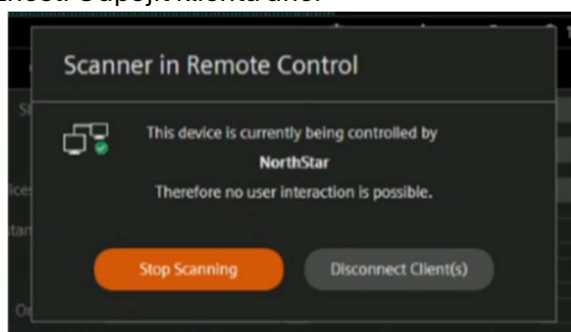 Scanner in Remote Control
This device is currently being controlled by
NorthStar
Therefore no user interaction is possible.
Stop Scanning
Disconnect Client(s)